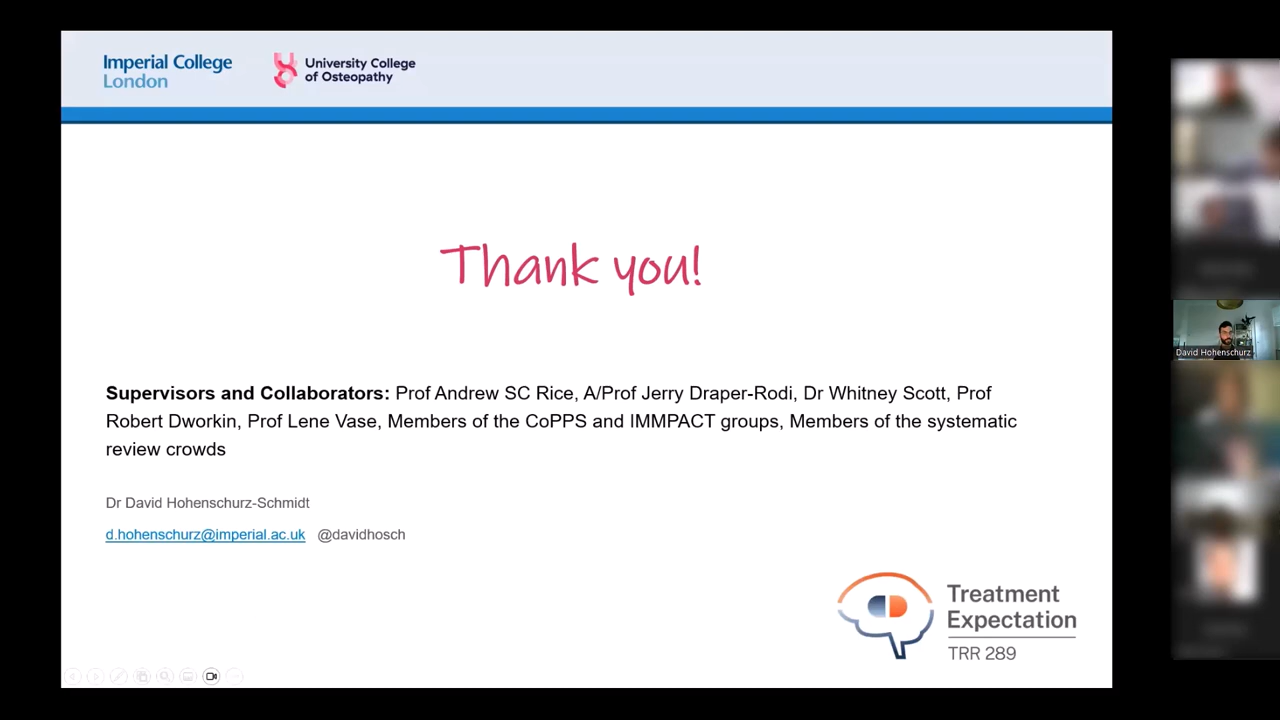 Imperial College
London
University College
of Osteopathy
Thank you!
Supervisors and Collaborators: Prof Andrew SC Rice, A/Prof Jerry Draper-Rodi, Dr Whitney Scott, Prof
Robert Dworkin, Prof Lene Vase, Members of the CoPPS and IMMPACT groups, Members of the systematic
review crowds
Dr David Hohenschurz-Schmidt
d.hohenschurz@imperial.ac.uk @davidhosch
Treatment
Expectation
TRR 289
David Hohenschurz